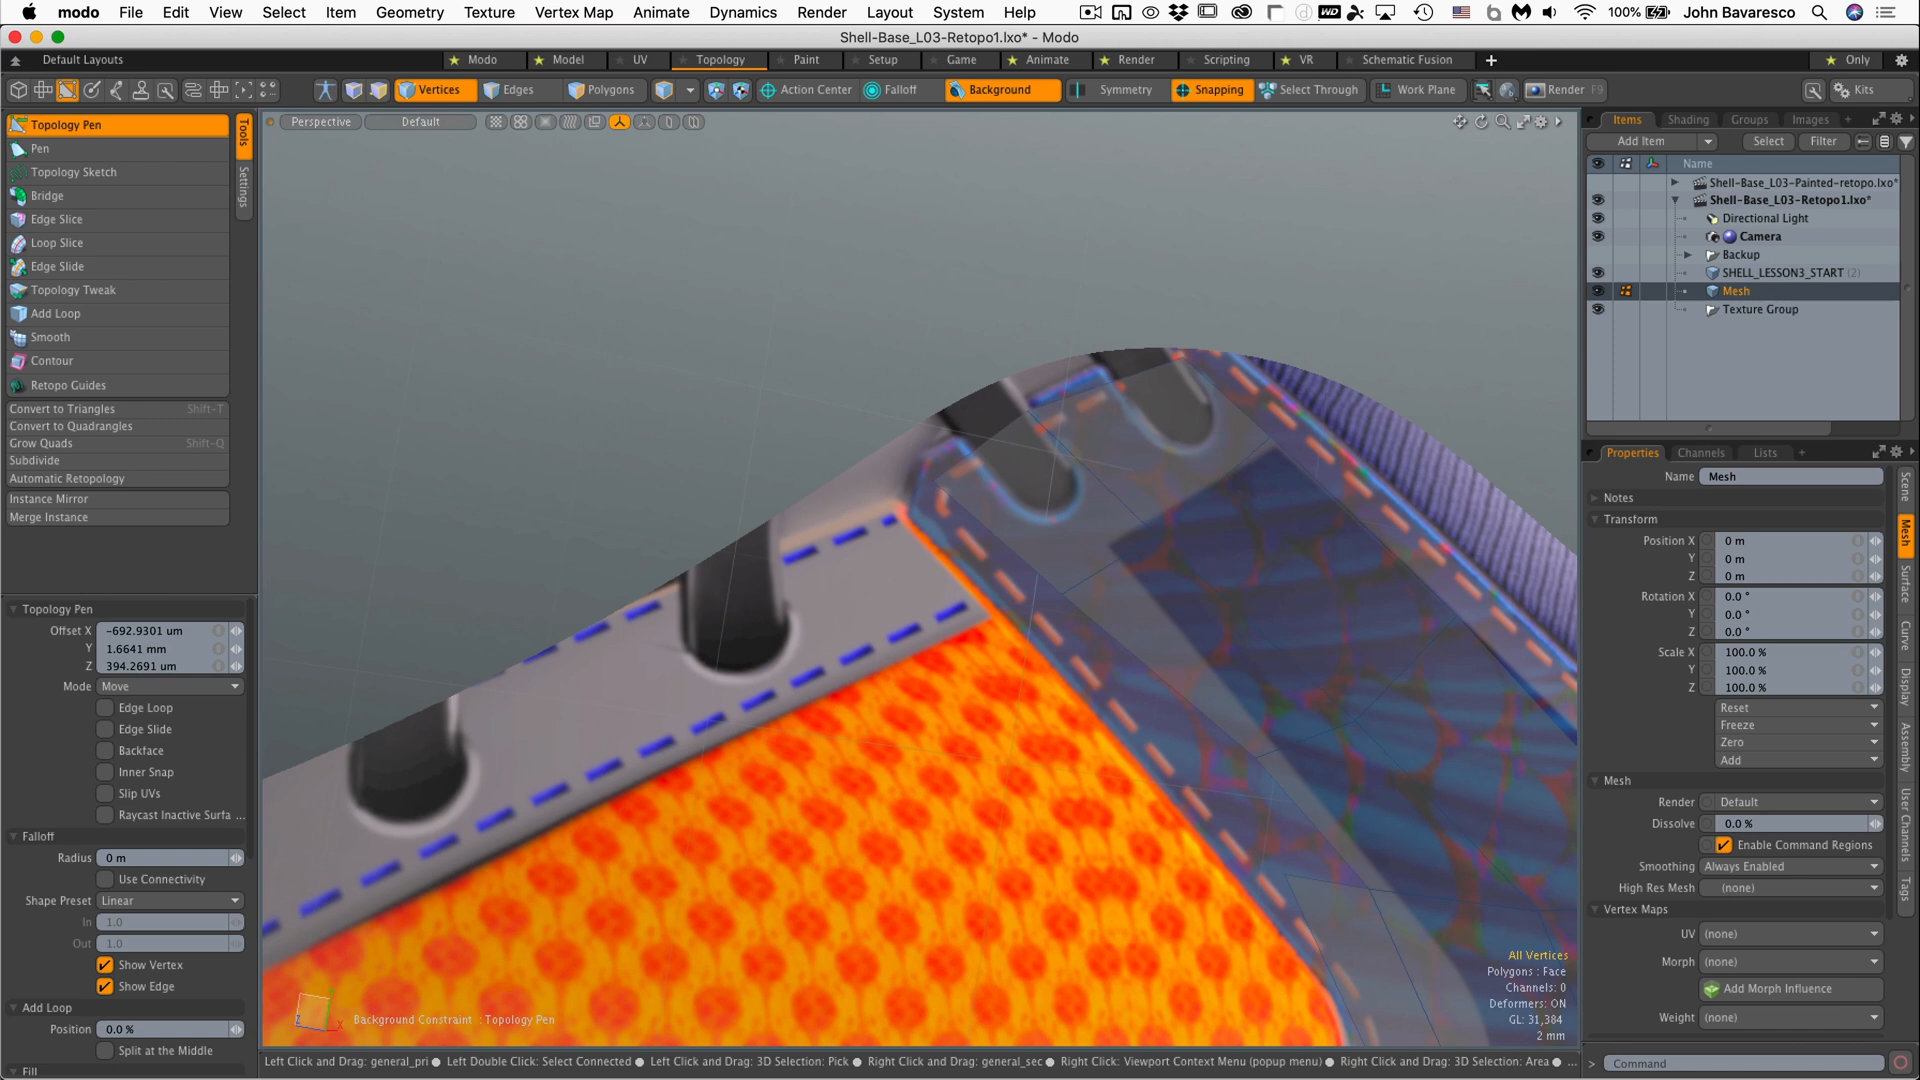 modo File Edit View Select Item Geometry Texture Vertex Map Animate Dynamics Render Layout System Help 100% John Bavaresco
Shell-Base_L03-Retopo1.lxo* - Modo
Default Layouts Modo Model UV Topology Paint Setup Game Animate Render Scripting VR Schematic Fusion + Only
Vertices Edges Polygons Action Center Falloff Background Symmetry Snapping Select Through Work Plane Render F9 Kits
Topology Pen
Pen
Topology Sketch
Bridge
Edge Slice
Loop Slice
Edge Slide
Topology Tweak
Add Loop
Smooth
Contour
Retopo Guides
Convert to Triangles Shift-T
Convert to Quadrangles
Grow Quads Shift-Q
Subdivide
Automatic Retopology
Instance Mirror
Merge Instance
Tools
Settings
Topology Pen
Offset X -692.9301 um
Y 1.6641 mm
Z 394.2691 um
Mode Move
Edge Loop
Edge Slide
Backface
Inner Snap
Slip UVs
Raycast Inactive Surfa ...
Falloff
Radius 0 m
Use Connectivity
Shape Preset Linear
In 1.0
Out 1.0
Show Vertex
Show Edge
Add Loop
Position 0.0 %
Split at the Middle
Fill
Perspective Default
All Vertices
Polygons : Face
Channels: 0
Deformers: ON
GL: 31,384
2 mm
Background Constraint : Topology Pen
Left Click and Drag: general_pri ● Left Double Click: Select Connected ● Left Click and Drag: 3D Selection: Pick ● Right Click and Drag: general_sec ● Right Click: Viewport Context Menu (popup menu) ● Right Click and Drag: 3D Selection: Area ● ...
Items Shading Groups Images +
Add Item Select Filter
Name
Shell-Base_L03-Painted-retopo.lxo*
Shell-Base_L03-Retopo1.lxo*
Directional Light
Camera
Backup
SHELL_LESSON3_START (2)
Mesh
Texture Group
Properties Channels Lists +
Name Mesh
Notes
Transform
Position X 0 m
Y 0 m
Z 0 m
Rotation X 0.0 °
Y 0.0 °
Z 0.0 °
Scale X 100.0 %
Y 100.0 %
Z 100.0 %
Reset
Freeze
Zero
Add
Mesh
Render Default
Dissolve 0.0 %
Enable Command Regions
Smoothing Always Enabled
High Res Mesh (none)
Vertex Maps
UV (none)
Morph (none)
Add Morph Influence
Weight (none)
Scene
Mesh
Surface
Curve
Display
Assembly
User Channels
Tags
> Command